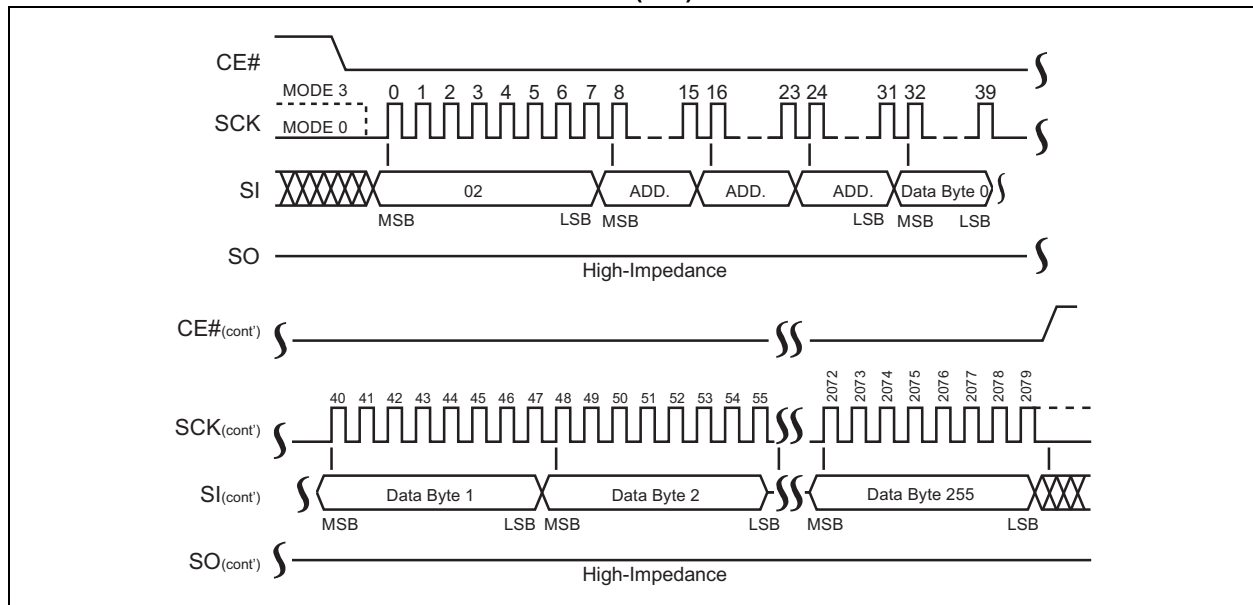 CE#
MODE 3
0 1 2 3 4 5 6 7 8 15 16 23 24 31 32 39
SCK
MODE 0
SI
02 ADD. ADD. ADD. Data Byte 0
MSB LSB MSB LSB MSB LSB
SO
High-Impedance
CE#(cont')
40 41 42 43 44 45 46 47 48 49 50 51 52 53 54 55 2072 2073 2074 2075 2076 2077 2078 2079
SCK(cont')
SI(cont')
Data Byte 1 Data Byte 2 Data Byte 255
MSB LSB MSB LSB MSB LSB
SO(cont')
High-Impedance